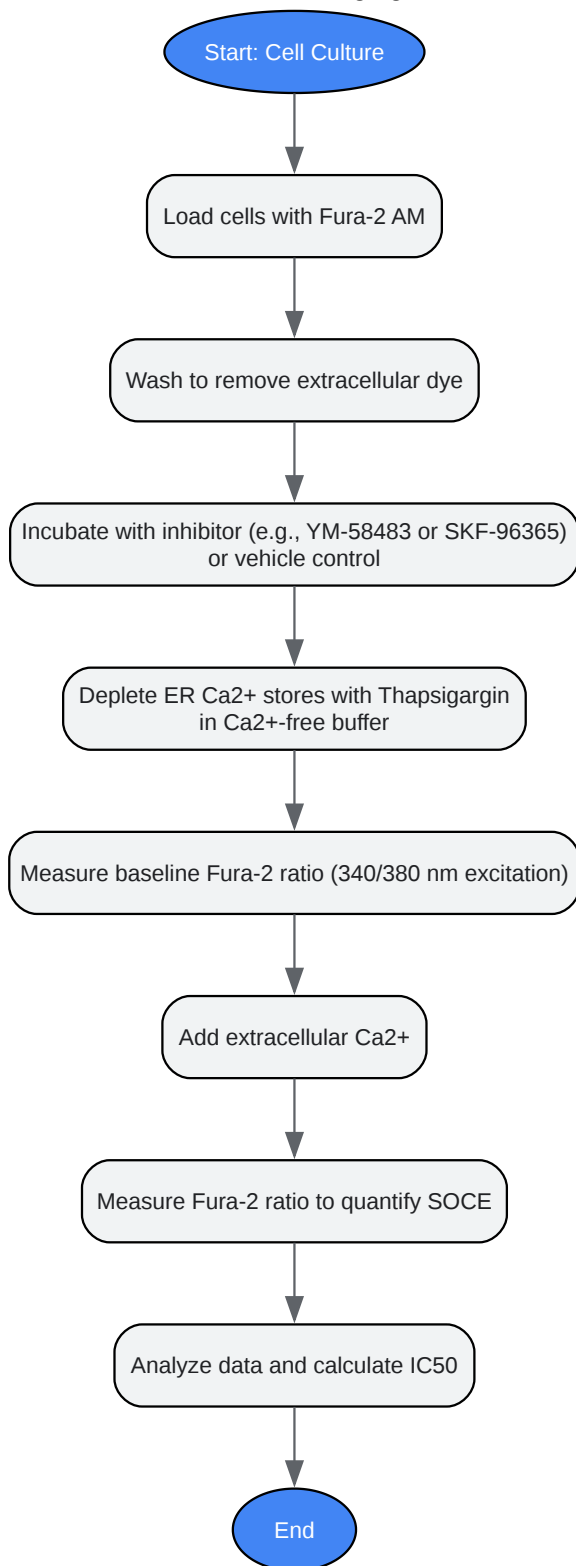 Start: Cell Culture
Load cells with Fura-2 AM
Wash to remove extracellular dye
Incubate with inhibitor (e.g., YM-58483 or SKF-96365)
or vehicle control
Deplete ER Ca2+ stores with Thapsigargin
in Ca2+-free buffer
Measure baseline Fura-2 ratio (340/380 nm excitation)
Add extracellular Ca2+
Measure Fura-2 ratio to quantify SOCE
Analyze data and calculate IC50
End